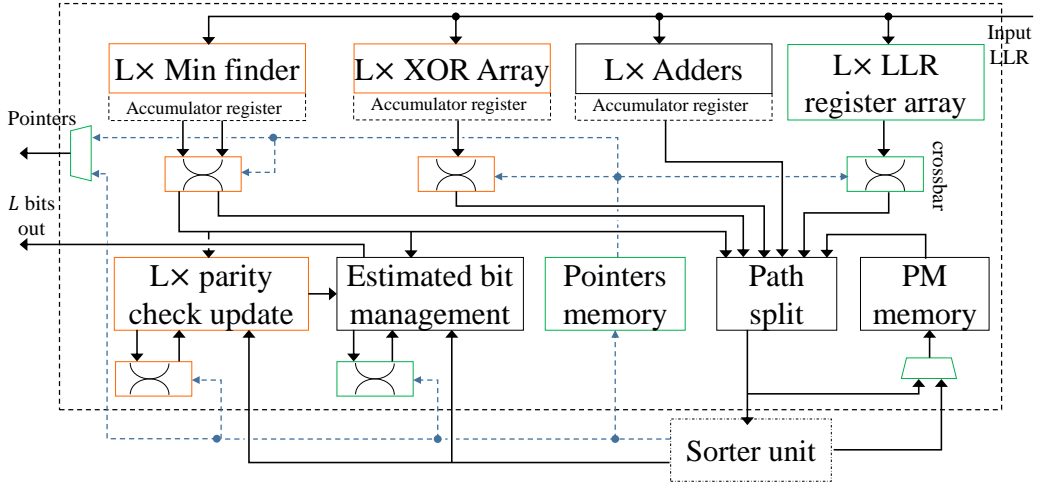 Input
LLR
L× Min finder
Accumulator register
L× XOR Array
Accumulator register
L× Adders
Accumulator register
L× LLR
register array
Pointers
crossbar
L bits
out
L× parity
check update
Estimated bit
management
Pointers
memory
Path
split
PM
memory
Sorter unit